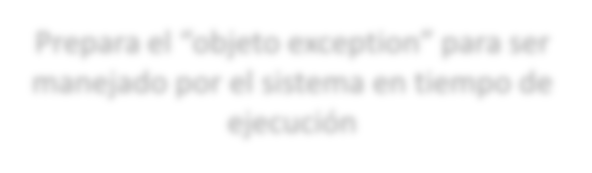 Prepara el "objeto exception" para ser
manejado por el sistema en tiempo de
ejecución